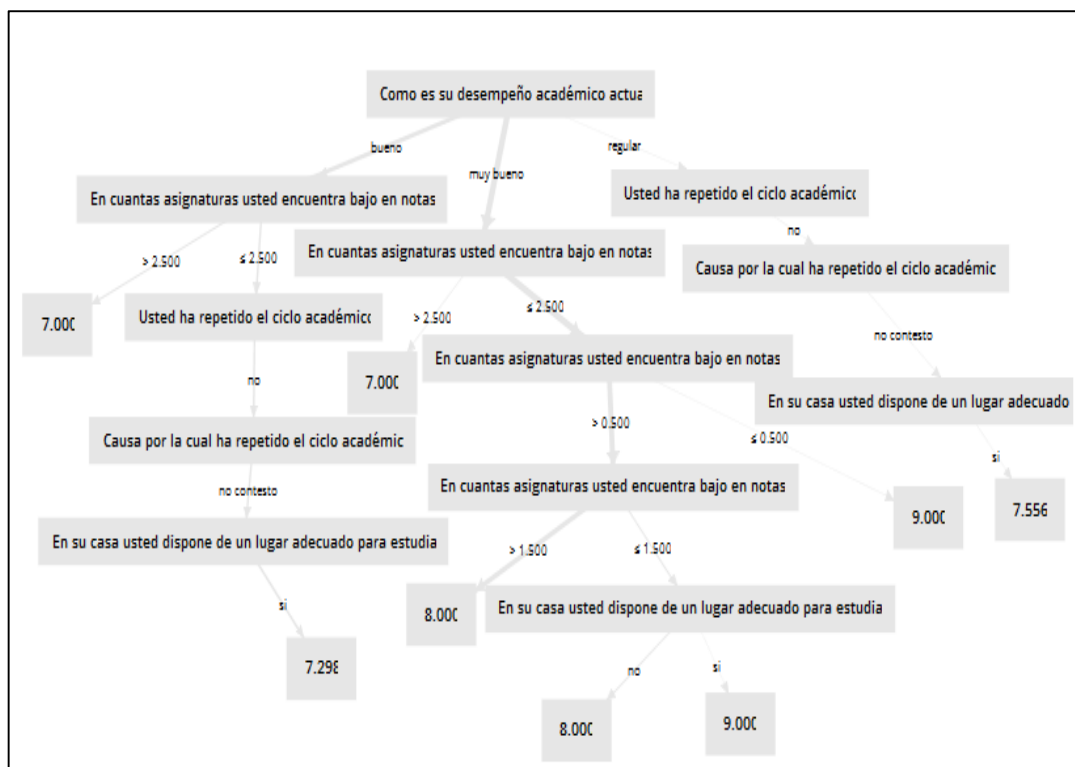 Como es su desempeño académico actua
bueno
muy bueno
regular
En cuantas asignaturas usted encuentra bajo en notas
Usted ha repetido el ciclo académicc
> 2.500
≤ 2.500
En cuantas asignaturas usted encuentra bajo en notas
no
Causa por la cual ha repetido el ciclo académic
7.000
Usted ha repetido el ciclo académicc
> 2.500
≤ 2.500
no contesto
7.000
En cuantas asignaturas usted encuentra bajo en notas
no
En su casa usted dispone de un lugar adecuado
Causa por la cual ha repetido el ciclo académic
> 0.500
≤ 0.500
si
no contesto
En cuantas asignaturas usted encuentra bajo en notas
9.000
7.556
En su casa usted dispone de un lugar adecuado para estudia
> 1.500
≤ 1.500
si
8.000
En su casa usted dispone de un lugar adecuado para estudia
7.298
no
si
8.000
9.000